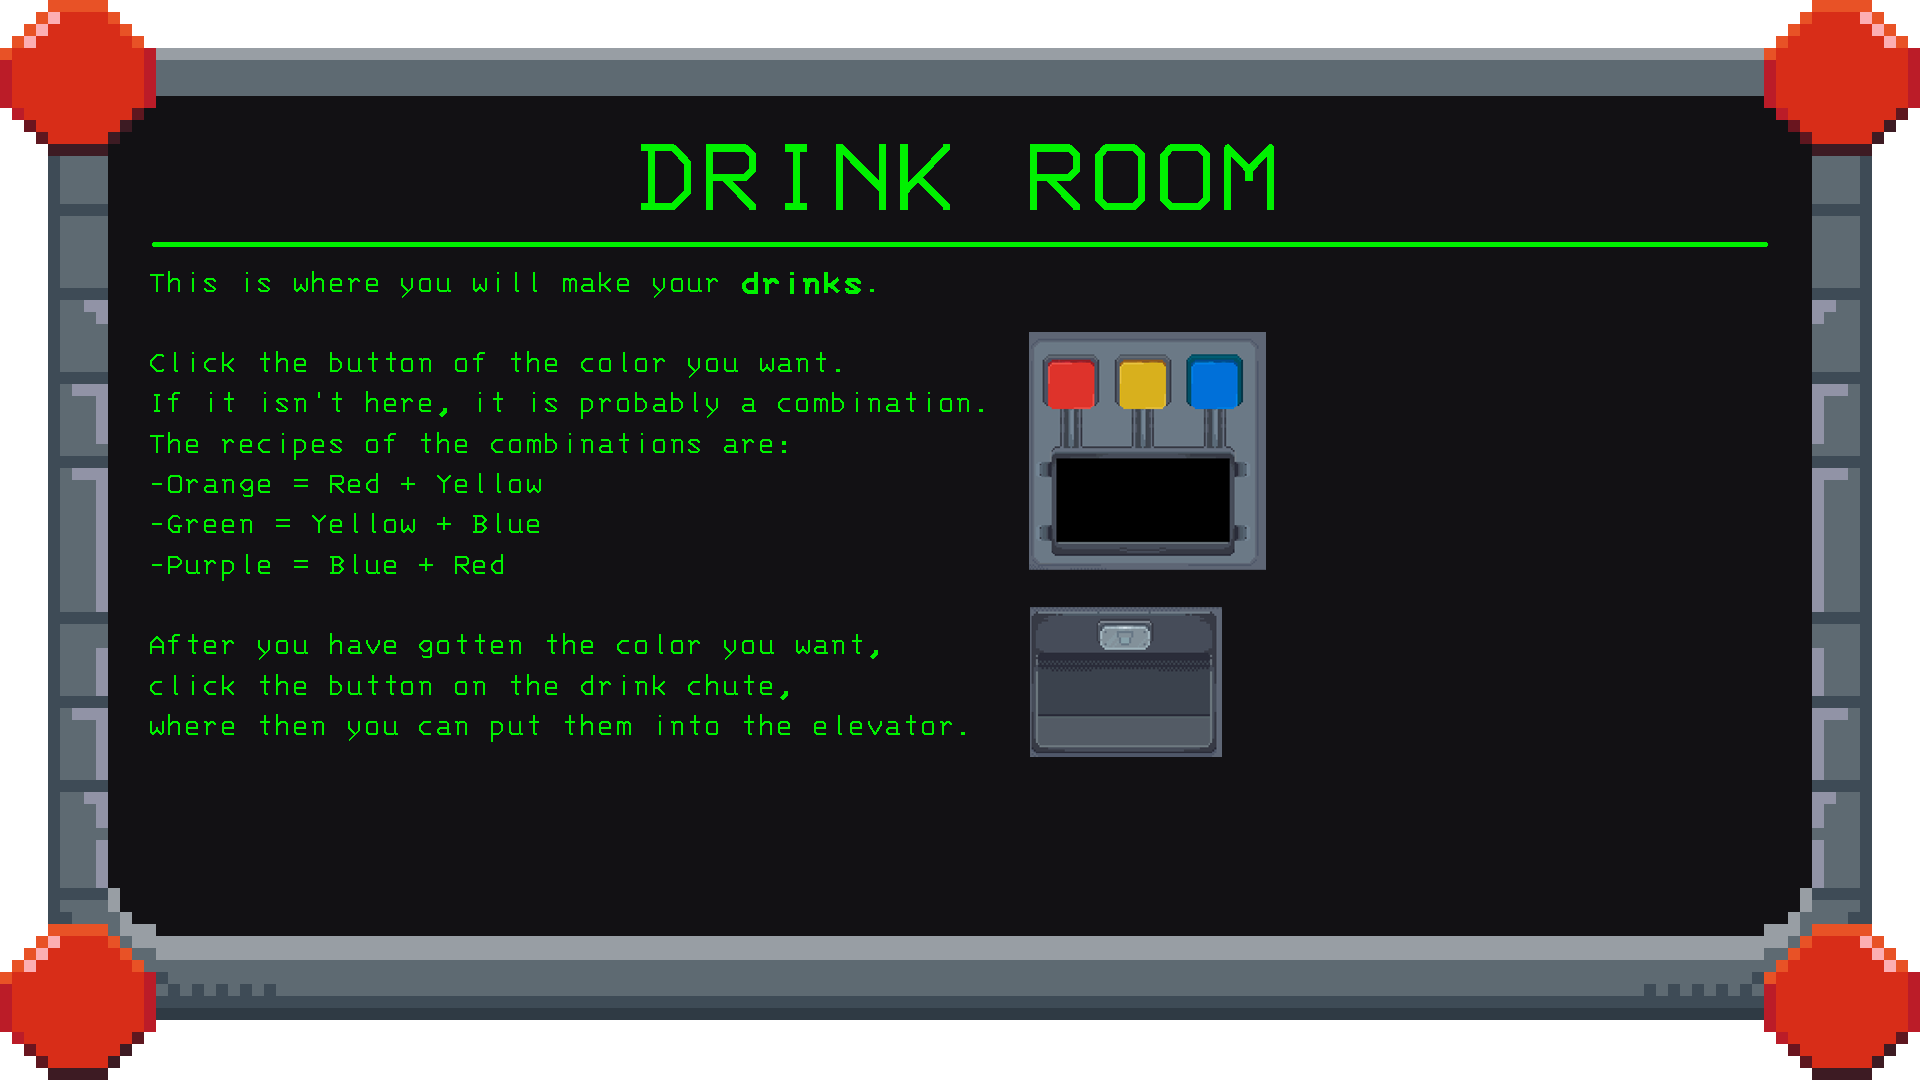 DRINK ROOM
This is where you will make your drinks.
Click the button of the color you want.
If it isn't here, it is probably a combination.
The recipes of the combinations are:
-Orange = Red + Yellow
-Green = Yellow + Blue
-Purple = Blue + Red
After you have gotten the color you want,
click the button on the drink chute,
where then you can put them into the elevator.